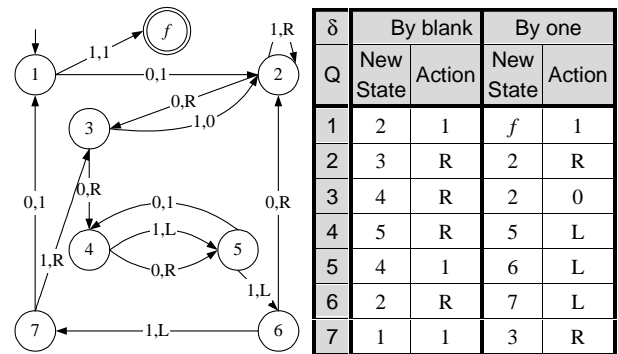 1,1
f
1,R
1
0,1
2
0,R
3
1,0
0,1
0,R
0,1
0,R
4
1,L
5
0,R
1,R
1,L
7
1,L
6
δ By blank By one
Q New State Action New State Action
1 2 1 f 1
2 3 R 2 R
3 4 R 2 0
4 5 R 5 L
5 4 1 6 L
6 2 R 7 L
7 1 1 3 R